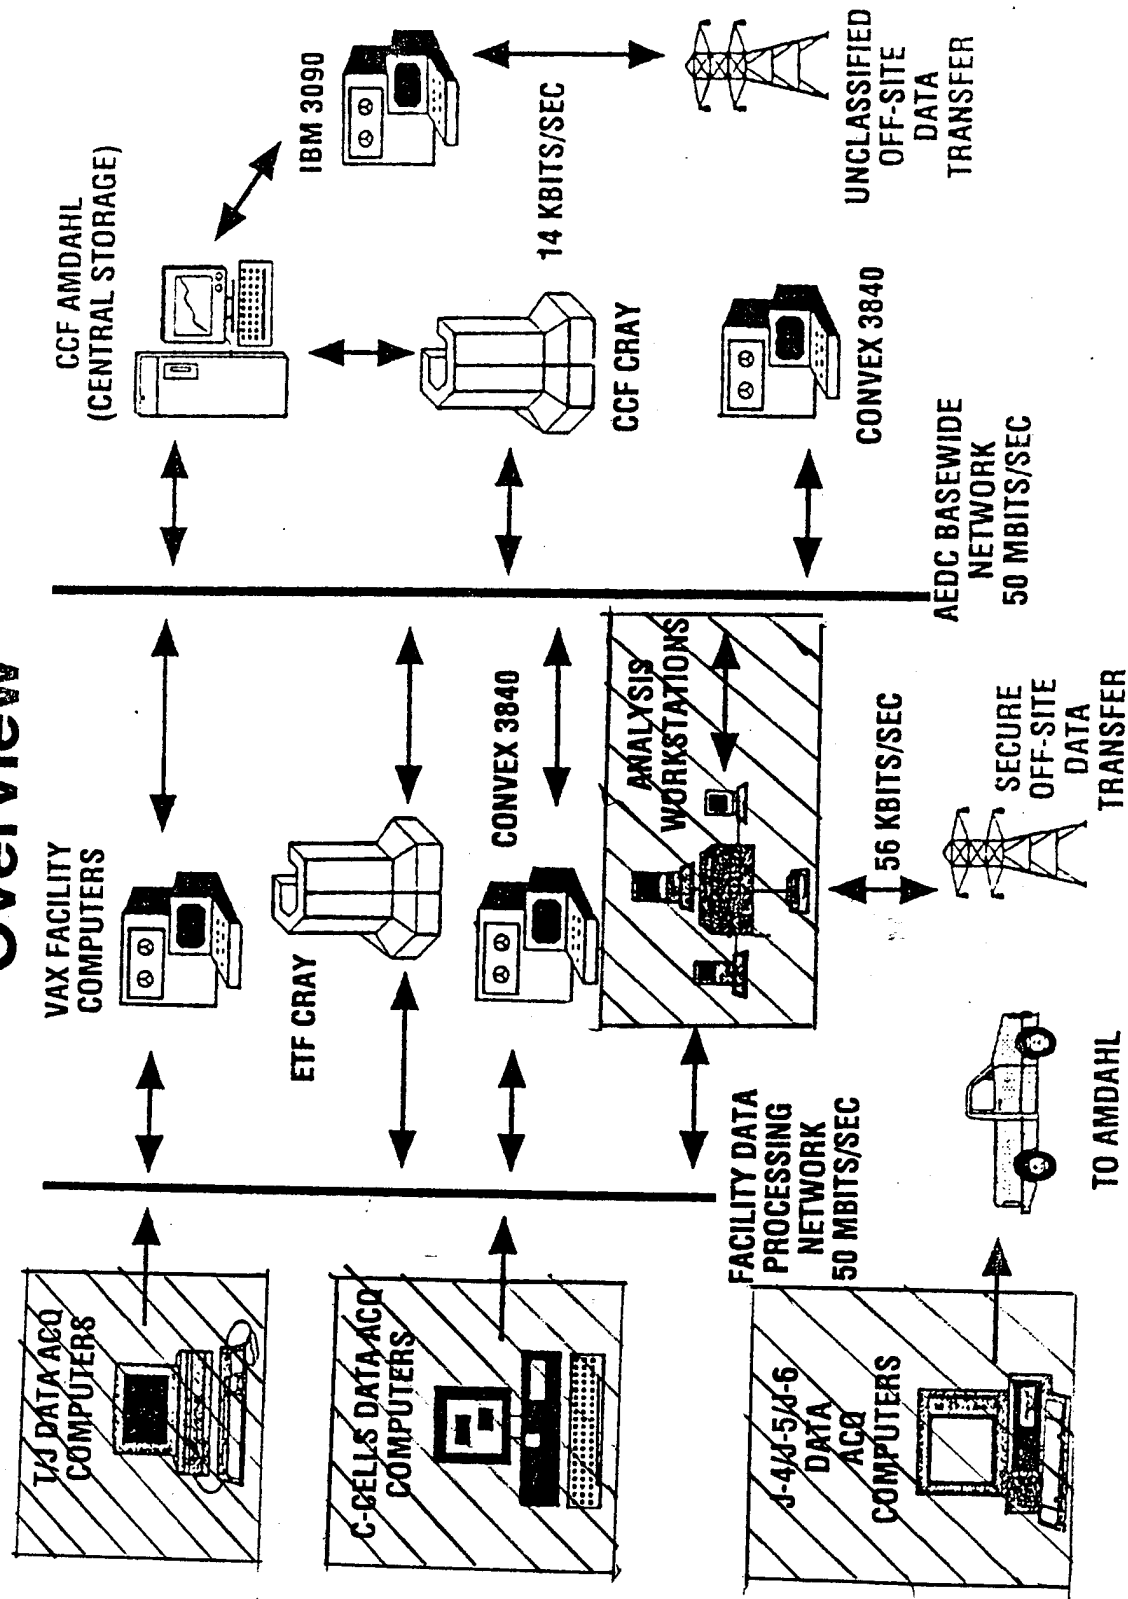 Overview
T/J DATA ACQ
COMPUTERS
VAX FACILITY
COMPUTERS
CCF AMDAHL
(CENTRAL STORAGE)
IBM 3090
ETF CRAY
C-CELLS DATA ACQ
COMPUTERS
CONVEX 3840
CCF CRAY
14 KBITS/SEC
ANALYSIS
WORKSTATIONS
CONVEX 3840
UNCLASSIFIED
OFF-SITE
DATA
TRANSFER
FACILITY DATA
PROCESSING
NETWORK
50 MBITS/SEC
56 KBITS/SEC
AEDC BASEWIDE
NETWORK
50 MBITS/SEC
J-4/J-5/J-6
DATA
ACQ
COMPUTERS
TO AMDAHL
SECURE
OFF-SITE
DATA
TRANSFER